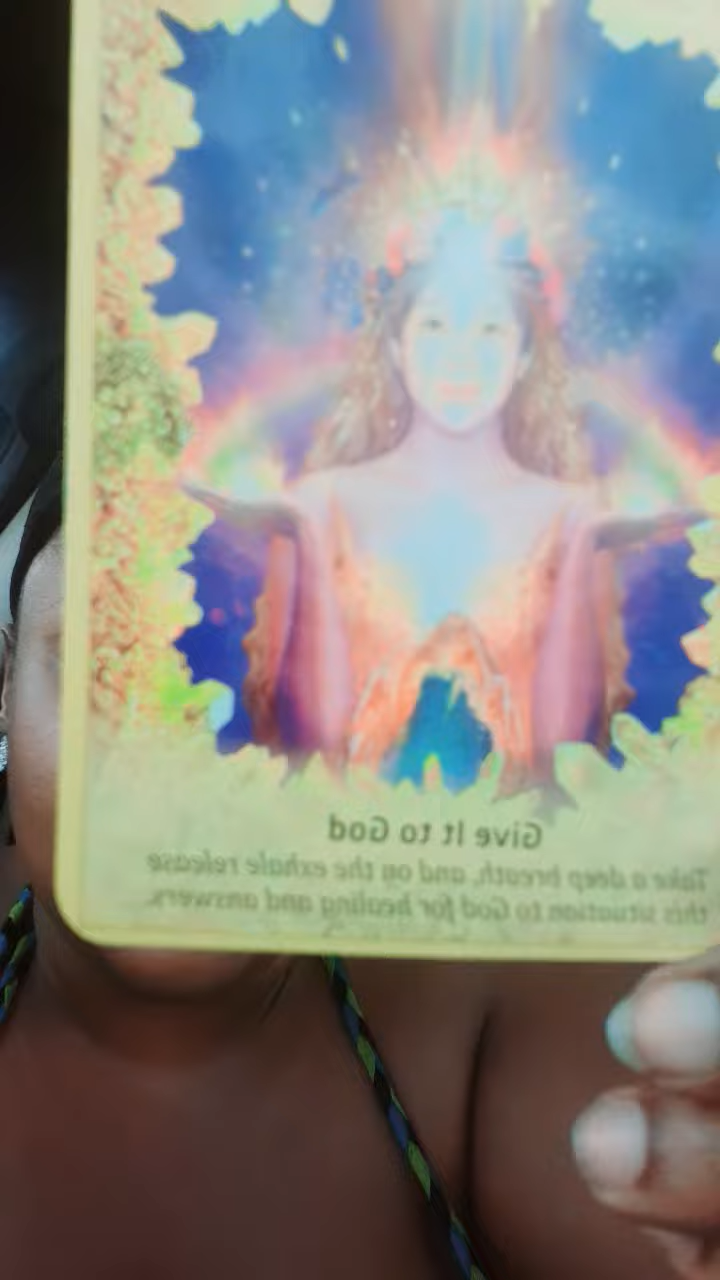 Give It to God
Take a deep breath, and on the exhale release
this situation to God for healing and answers.